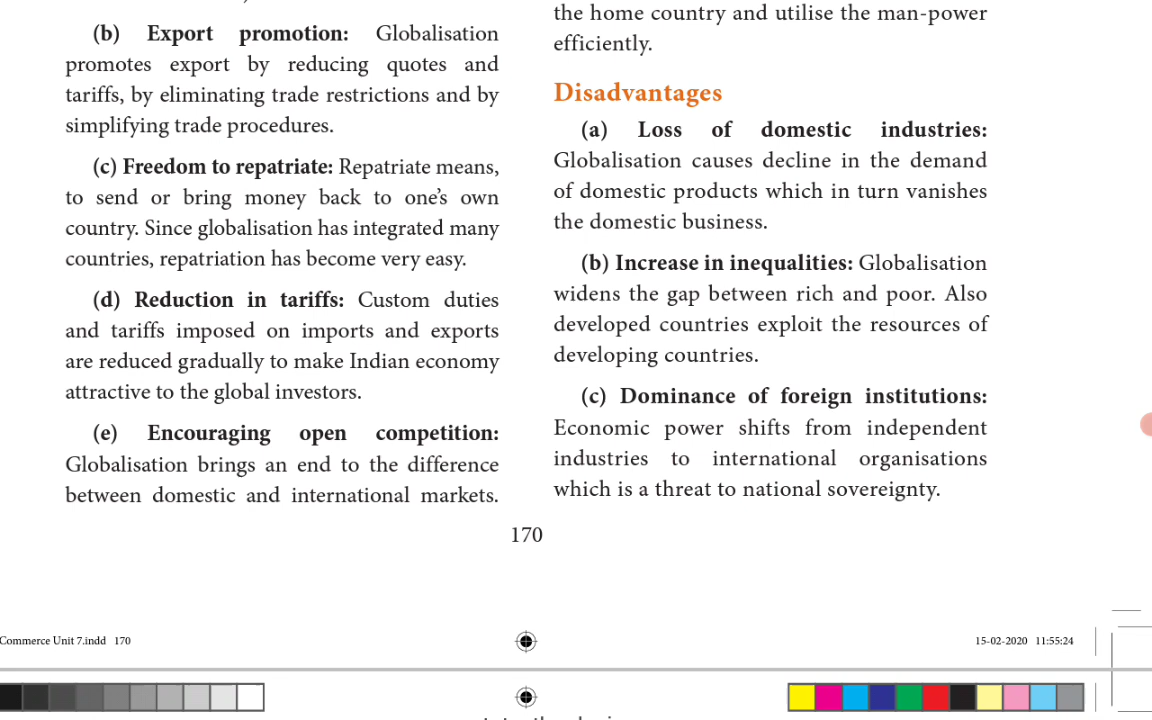 (b) Export promotion: Globalisation
promotes export by reducing quotes and
tariffs, by eliminating trade restrictions and by
simplifying trade procedures.
(c) Freedom to repatriate: Repatriate means,
to send or bring money back to one’s own
country. Since globalisation has integrated many
countries, repatriation has become very easy.
(d) Reduction in tariffs: Custom duties
and tariffs imposed on imports and exports
are reduced gradually to make Indian economy
attractive to the global investors.
(e) Encouraging open competition:
Globalisation brings an end to the difference
between domestic and international markets.
the home country and utilise the man-power
efficiently.
Disadvantages
(a) Loss of domestic industries:
Globalisation causes decline in the demand
of domestic products which in turn vanishes
the domestic business.
(b) Increase in inequalities: Globalisation
widens the gap between rich and poor. Also
developed countries exploit the resources of
developing countries.
(c) Dominance of foreign institutions:
Economic power shifts from independent
industries to international organisations
which is a threat to national sovereignty.
170
Commerce Unit 7.indd 170
15-02-2020 11:55:24